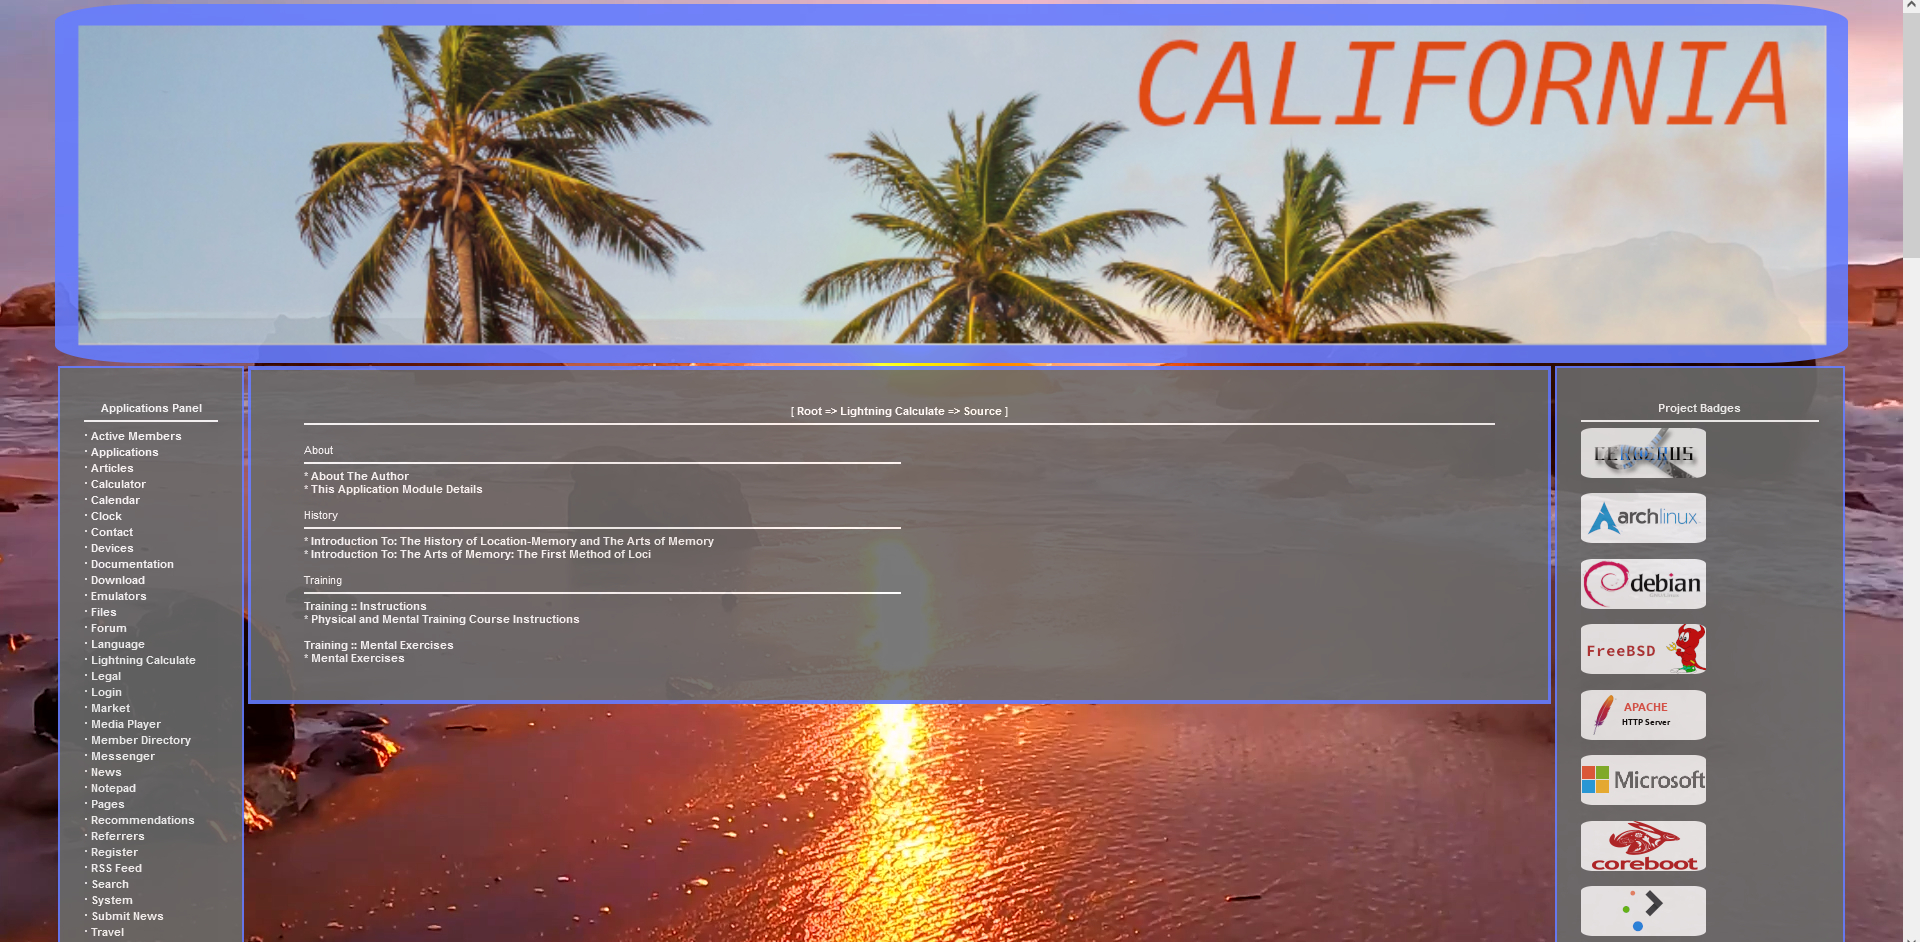 CALIFORNIA
Applications Panel
· Active Members
· Applications
· Articles
· Calculator
· Calendar
· Clock
· Contact
· Devices
· Documentation
· Download
· Emulators
· Files
· Forum
· Language
· Lightning Calculate
· Legal
· Login
· Market
· Media Player
· Member Directory
· Messenger
· News
· Notepad
· Pages
· Recommendations
· Referrers
· Register
· RSS Feed
· Search
· System
· Submit News
· Travel
[ Root => Lightning Calculate => Source ]
About
* About The Author
* This Application Module Details
History
* Introduction To: The History of Location-Memory and The Arts of Memory
* Introduction To: The Arts of Memory: The First Method of Loci
Training
Training :: Instructions
* Physical and Mental Training Course Instructions
Training :: Mental Exercises
* Mental Exercises
Project Badges
CERBERUS
archlinux
debian
FreeBSD
APACHE
HTTP Server
Microsoft
coreboot